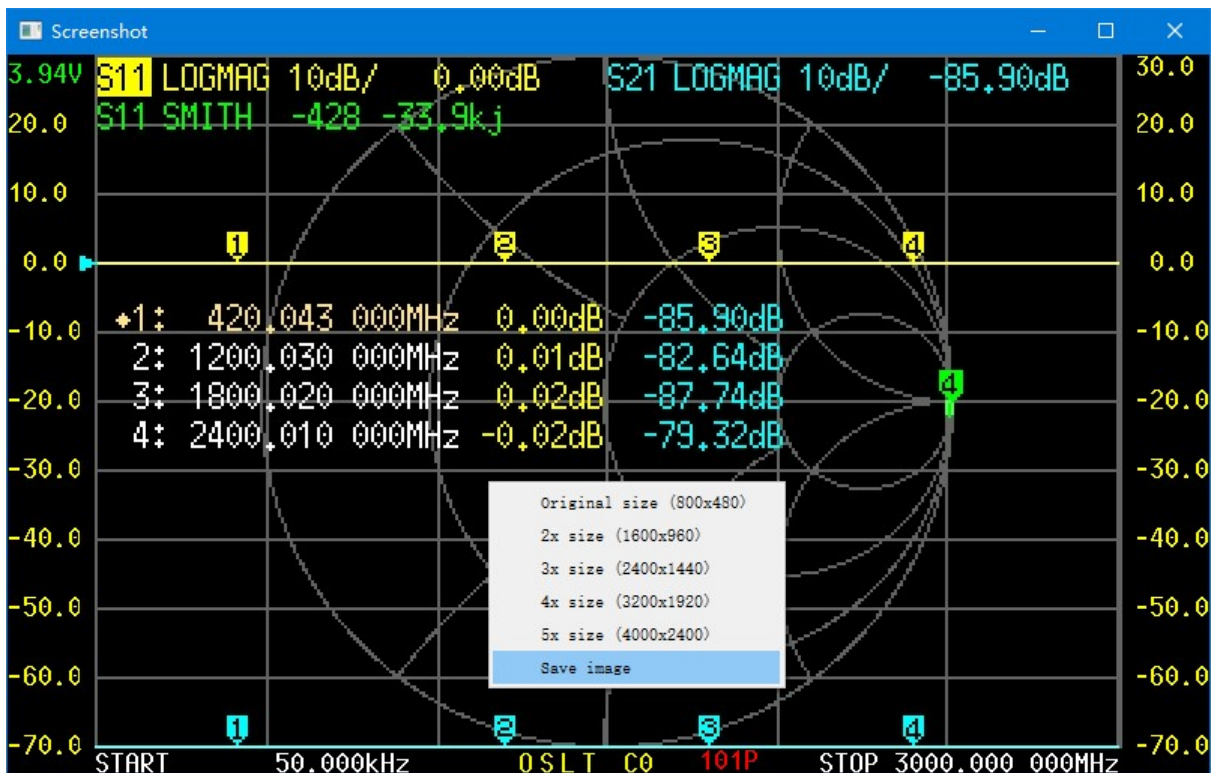 Screenshot
3.94V S11 LOGMAG 10dB/ 0.00dB S21 LOGMAG 10dB/ -85.90dB 30.0
20.0 S11 SMITH -428 -33.9kj 20.0
10.0 10.0
1 2 3 4
0.0 0.0
1: 420.043 000MHz 0.00dB -85.90dB
-10.0 -10.0
2: 1200.030 000MHz 0.01dB -82.64dB
4
3: 1800.020 000MHz 0.02dB -87.74dB
-20.0 -20.0
4: 2400.010 000MHz -0.02dB -79.32dB
-30.0 -30.0
Original size (800x480)
2x size (1600x960)
-40.0 -40.0
3x size (2400x1440)
4x size (3200x1920)
-50.0 -50.0
5x size (4000x2400)
Save image
-60.0 -60.0
1 2 3 4
-70.0 -70.0
START 50.000kHz OSLT C0 101P STOP 3000.000 000MHz